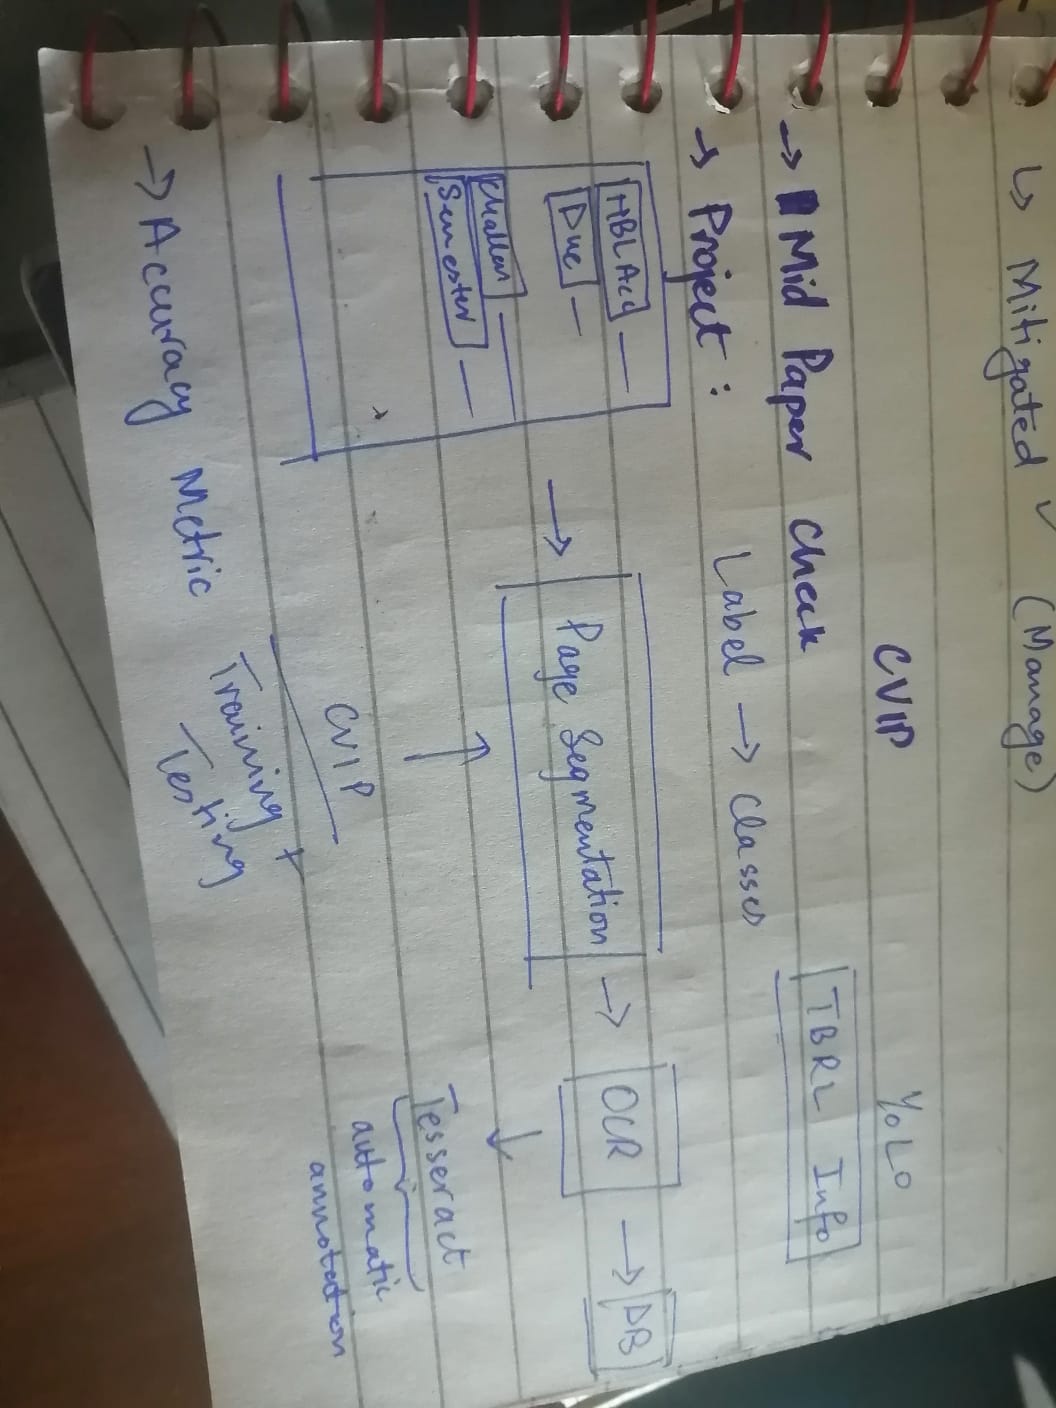 ↳ Mitigated ✓ (Manage)
CVIP
YOLO
→ Mid Paper Check
TBRL Info
Label → Classes
→ Project :
HBL Acc
Due
Challan
Semester
→ Page Segmentation → OCR → DB
Tesseract
automatic
annotation
CVIP
Training +
Testing
→ Accuracy Metric